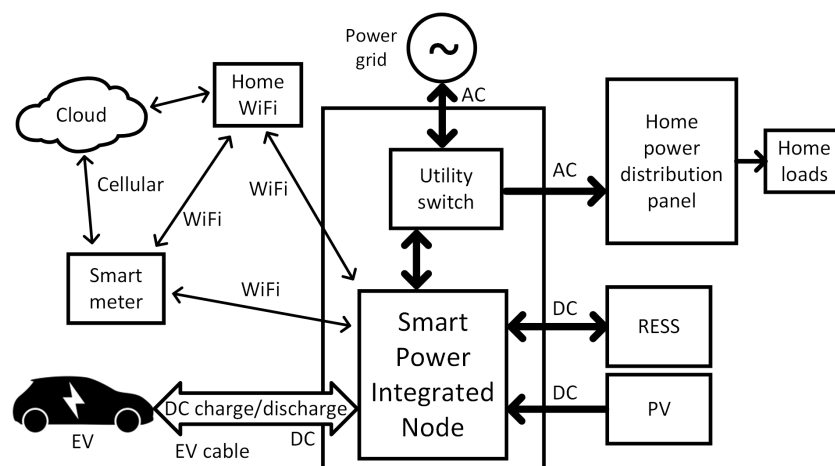 Power
grid
~
AC
Home
WiFi
Cloud
Cellular
WiFi
WiFi
Utility
switch
AC
Home
power
distribution
panel
Home
loads
Smart
meter
WiFi
Smart
Power
Integrated
Node
DC
RESS
DC
PV
DC charge/discharge
DC
EV
EV cable